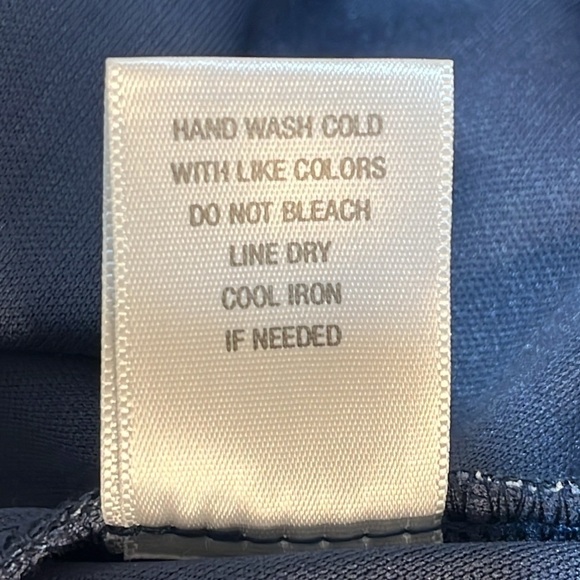 HAND WASH COLD
WITH LIKE COLORS
DO NOT BLEACH
LINE DRY
COOL IRON
IF NEEDED